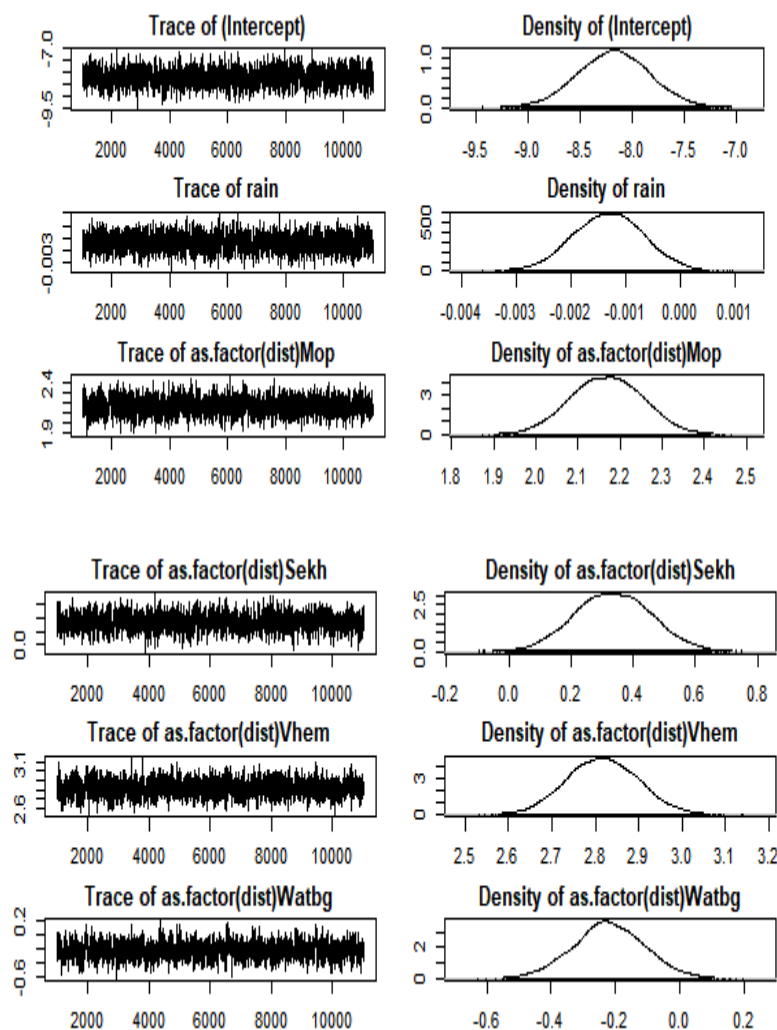 Trace of (Intercept)
Density of (Intercept)
-7.0
-9.5
1.0
0.0
2000 4000 6000 8000 10000
-9.5 -9.0 -8.5 -8.0 -7.5 -7.0
Trace of rain
Density of rain
-0.003
500
0
2000 4000 6000 8000 10000
-0.004 -0.003 -0.002 -0.001 0.000 0.001
Trace of as.factor(dist)Mop
Density of as.factor(dist)Mop
2.4
1.9
3
0
2000 4000 6000 8000 10000
1.8 1.9 2.0 2.1 2.2 2.3 2.4 2.5
Trace of as.factor(dist)Sekh
Density of as.factor(dist)Sekh
0.0
2.5
0.0
2000 4000 6000 8000 10000
-0.2 0.0 0.2 0.4 0.6 0.8
Trace of as.factor(dist)Vhem
Density of as.factor(dist)Vhem
3.1
2.6
3
0
2000 4000 6000 8000 10000
2.5 2.6 2.7 2.8 2.9 3.0 3.1 3.2
Trace of as.factor(dist)Watbg
Density of as.factor(dist)Watbg
0.2
-0.6
2
0
2000 4000 6000 8000 10000
-0.6 -0.4 -0.2 0.0 0.2